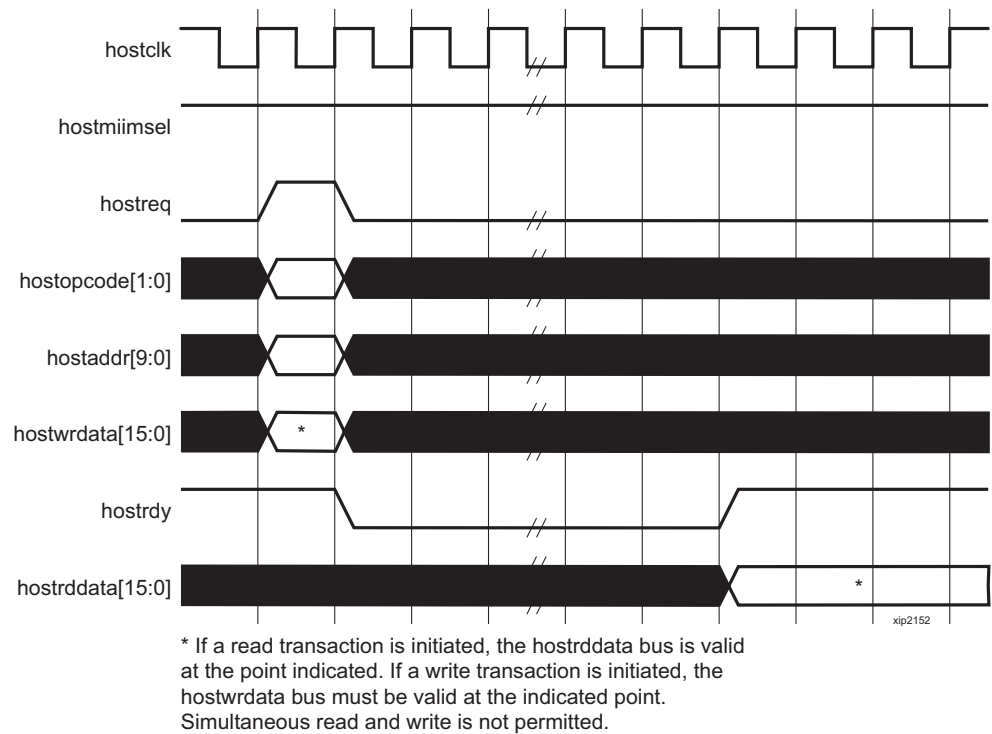 hostclk
hostmiimsel
hostreq
hostopcode[1:0]
hostaddr[9:0]
hostwrdata[15:0]
*
hostrdy
hostrddata[15:0]
*
xip2152
* If a read transaction is initiated, the hostrddata bus is valid
at the point indicated. If a write transaction is initiated, the
hostwrdata bus must be valid at the indicated point.
Simultaneous read and write is not permitted.